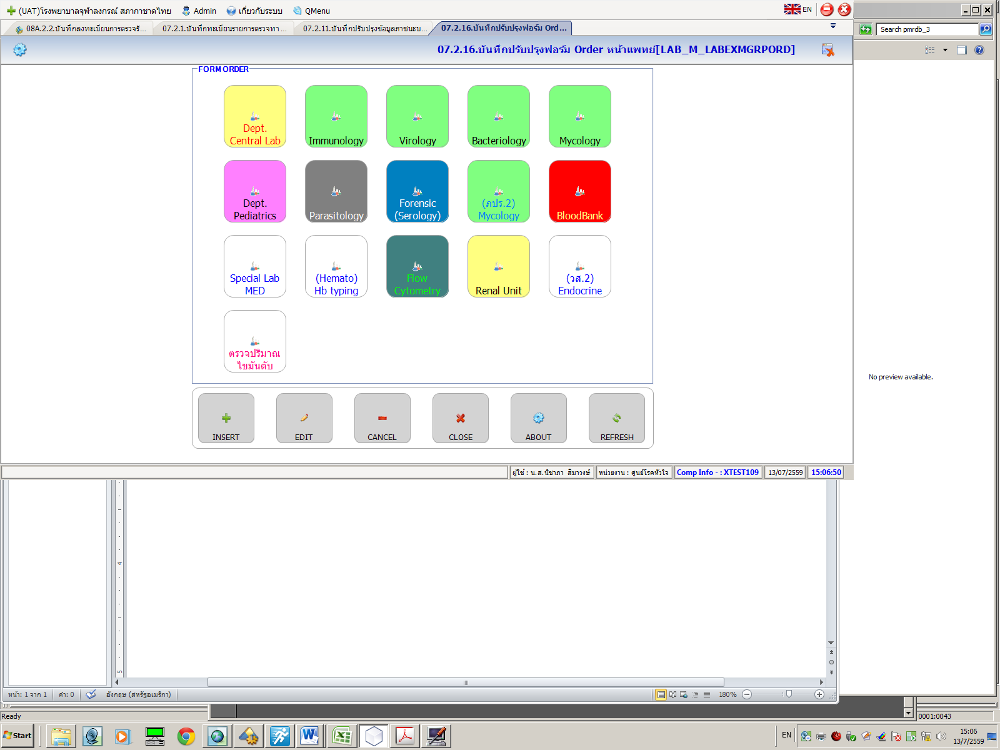 (UAT)โรงพยาบาลจุฬาลงกรณ์ สภากาชาดไทย Admin เกี่ยวกับระบบ QMenu EN
08A.2.2.บันทึกลงทะเบียนการตรวจรั... 07.2.1.บันทึกทะเบียนรายการตรวจทา... 07.2.11.บันทึกปรับปรุงข้อมูลภาชนะบ... 07.2.16.บันทึกปรับปรุงฟอร์ม Ord...
Search pmrdb_3
07.2.16.บันทึกปรับปรุงฟอร์ม Order หน้าแพทย์[LAB_M_LABEXMGRPORD]
FORM ORDER
Dept.
Central Lab
Immunology
Virology
Bacteriology
Mycology
Dept.
Pediatrics
Parasitology
Forensic
(Serology)
(ภปร.2)
Mycology
BloodBank
Special Lab
MED
(Hemato)
Hb typing
Flow
Cytometry
Renal Unit
(วส.2)
Endocrine
ตรวจปริมาณ
ไขมันตับ
No preview available.
INSERT EDIT CANCEL CLOSE ABOUT REFRESH
ผู้ใช้ : น.ส.นิชาภา สีมาวงษ์ หน่วยงาน : ศูนย์โรคหัวใจ Comp Info - : XTEST109 13/07/2559 15:06:50
4
5
หน้า: 1 จาก 1 คำ: 0 อังกฤษ (สหรัฐอเมริกา) 180%
Ready 0001:0043
Start EN 15:06
13/7/2559